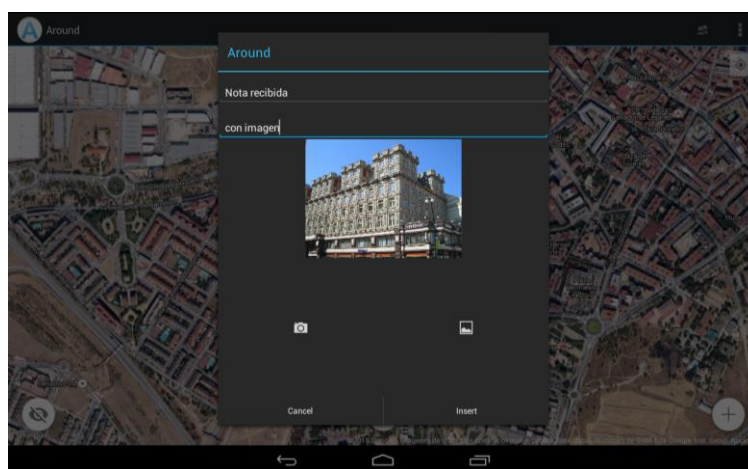 A Around
Around
Nota recibida
con imagen
Cancel
Insert